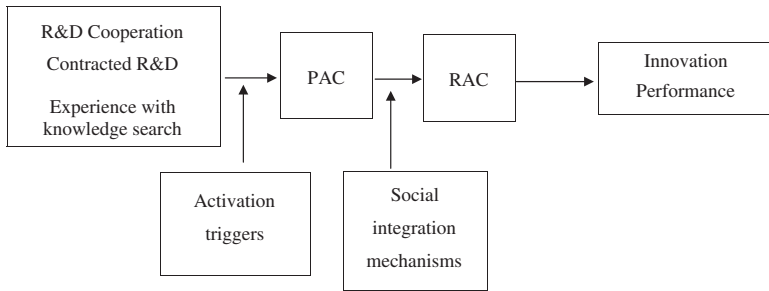 R&D Cooperation
Contracted R&D
Experience with
knowledge search
PAC
RAC
Innovation
Performance
Activation
triggers
Social
integration
mechanisms